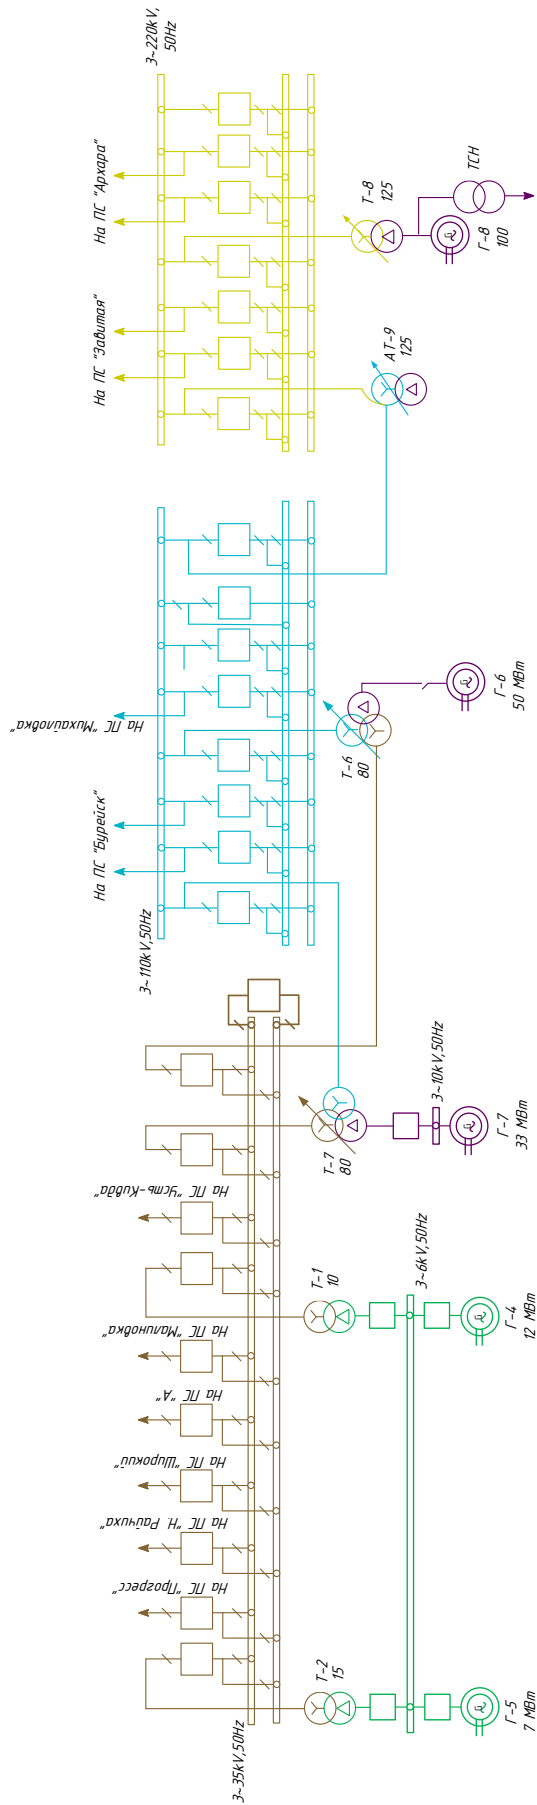 3~220kV,
50Hz
На ПС "Архара"
На ПС "Завитая"
Т-8
125
ТСН
Г-8
100
АТ-9
125
3~110kV,50Hz
На ПС "Михайловка"
На ПС "Бурейск"
Т-6
80
Г-6
50 МВт
3~35kV,50Hz
На ПС "Усть-Кивда"
На ПС "Малиновка"
На ПС "А"
На ПС "Широкий"
На ПС "Н. Райчиха"
На ПС "Прогресс"
Т-7
80
3~10kV,50Hz
Г-7
33 МВт
Т-1
10
3~6kV,50Hz
Г-4
12 МВт
Т-2
15
Г-5
7 МВт